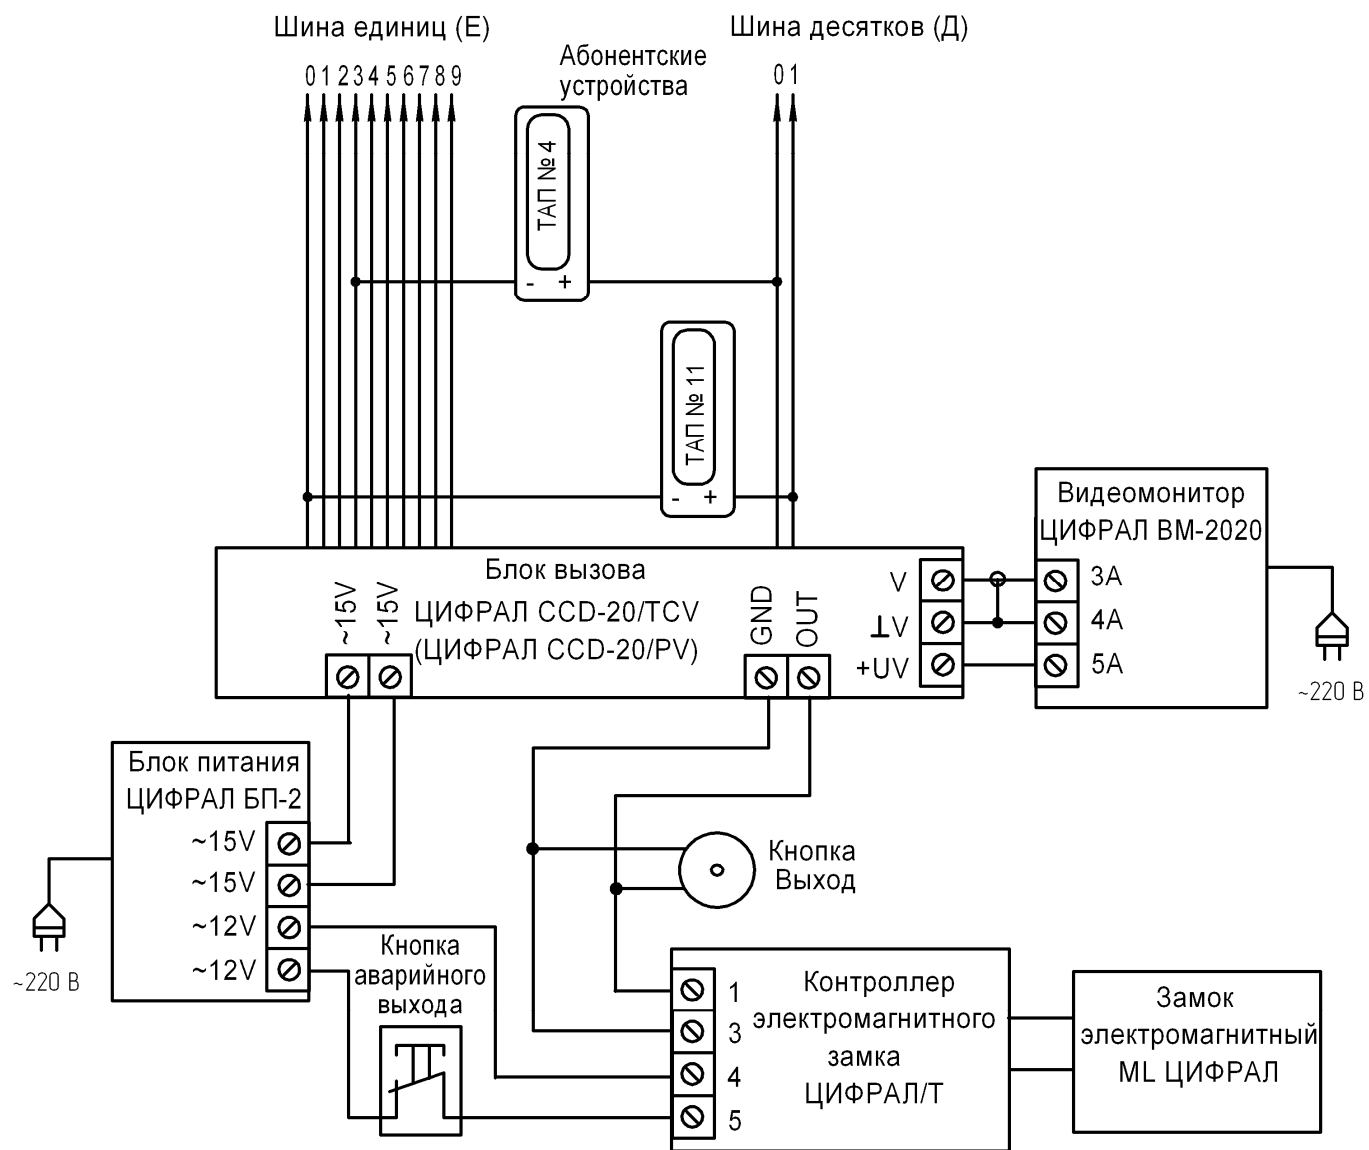 Шина единиц (Е)
Шина десятков (Д)
Абонентские
устройства
0 1 2 3 4 5 6 7 8 9
0 1
ТАП № 4
- +
ТАП № 11
- +
Видеомонитор
ЦИФРАЛ ВМ-2020
3А
4А
5А
~220 В
Блок вызова
ЦИФРАЛ CCD-20/TCV
(ЦИФРАЛ CCD-20/PV)
~15V
~15V
GND
OUT
V
⊥V
+UV
Блок питания
ЦИФРАЛ БП-2
~15V
~15V
~12V
~12V
~220 В
Кнопка
Выход
Кнопка
аварийного
выхода
1
3
4
5
Контроллер
электромагнитного
замка
ЦИФРАЛ/Т
Замок
электромагнитный
ML ЦИФРАЛ